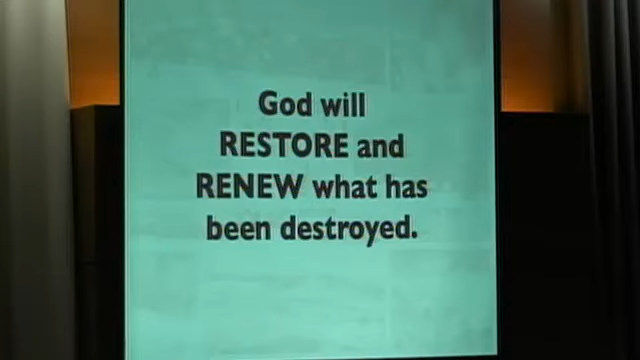 God will
RESTORE and
RENEW what has
been destroyed.